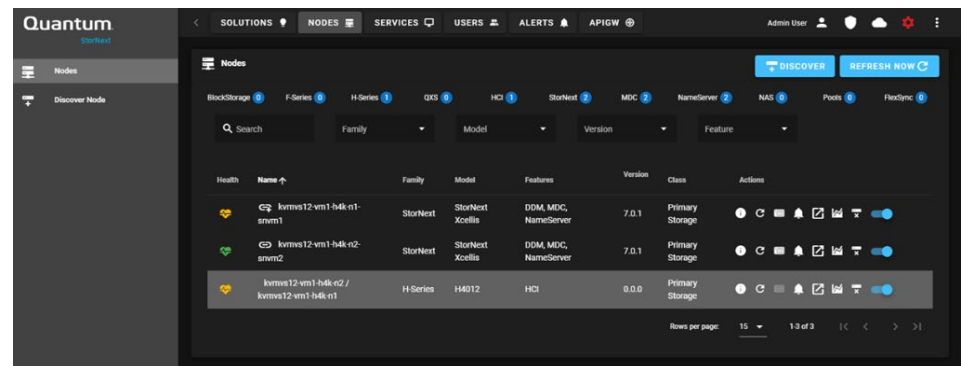 Quantum
StorNext
SOLUTIONS NODES SERVICES USERS ALERTS APIGW Admin User
Nodes
Discover Node
Nodes DISCOVER REFRESH NOW
BlockStorage 0 F-Series 0 H-Series 1 QXS 0 HCI 1 StorNext 2 MDC 2 NameServer 2 NAS 0 Pools 0 FlexSync 0
Search Family Model Version Feature
Health Name Family Model Features Version Class Actions
kvmvs12-vm1-h4k-n1-
snvm1
StorNext
StorNext
Xcellis
DDM, MDC,
NameServer
7.0.1
Primary
Storage
kvmvs12-vm1-h4k-n2-
snvm2
StorNext
StorNext
Xcellis
DDM, MDC,
NameServer
7.0.1
Primary
Storage
kvmvs12-vm1-h4k-n2 /
kvmvs12-vm1-h4k-n1
H-Series
H4012
HCI
0.0.0
Primary
Storage
Rows per page: 15 1-3 of 3